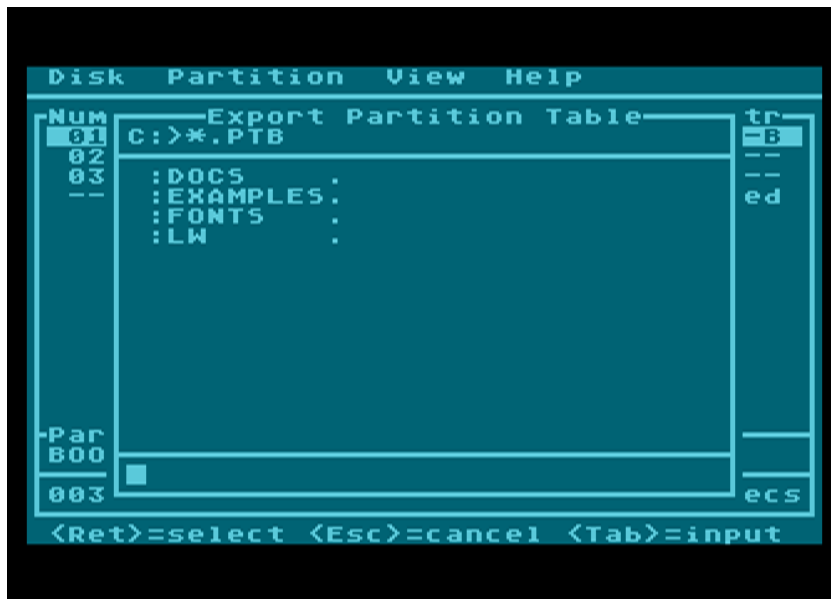 Disk Partition View Help
Num Export Partition Table tr
01 C:>*.PTB -B
02 --
03 :DOCS . --
-- :EXAMPLES. ed
:FONTS .
:LW .
Par
BOO
003 ecs
<Ret>=select <Esc>=cancel <Tab>=input